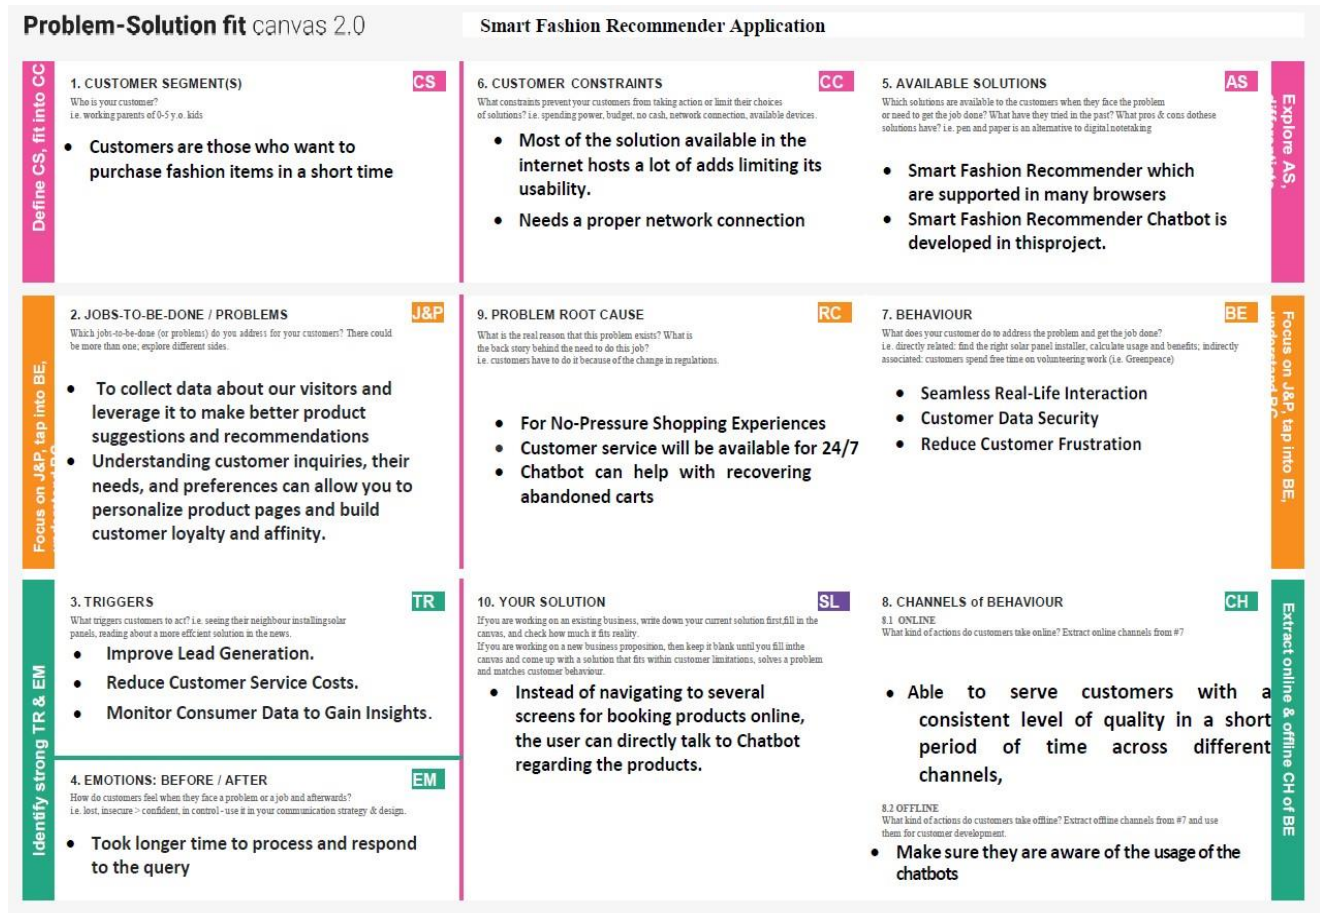 Problem-Solution fit canvas 2.0
Smart Fashion Recommender Application
Define CS, fit into CC
1. CUSTOMER SEGMENT(S)
CS
Who is your customer?
i.e. working parents of 0-5 y.o. kids
• Customers are those who want to
purchase fashion items in a short time
6. CUSTOMER CONSTRAINTS
CC
What constraints prevent your customers from taking action or limit their choices
of solutions? i.e. spending power, budget, no cash, network connection, available devices.
• Most of the solution available in the
internet hosts a lot of adds limiting its
usability.
• Needs a proper network connection
5. AVAILABLE SOLUTIONS
AS
Which solutions are available to the customers when they face the problem
or need to get the job done? What have they tried in the past? What pros & cons dothese
solutions have? i.e. pen and paper is an alternative to digitalnotetaking
• Smart Fashion Recommender which
are supported in many browsers
• Smart Fashion Recommender Chatbot is
developed in thisproject.
Explore AS,
Focus on J&P, tap into BE,
2. JOBS-TO-BE-DONE / PROBLEMS
J&P
Which jobs-to-be-done (or problems) do you address for your customers? There could
be more than one; explore different sides.
• To collect data about our visitors and
leverage it to make better product
suggestions and recommendations
• Understanding customer inquiries, their
needs, and preferences can allow you to
personalize product pages and build
customer loyalty and affinity.
9. PROBLEM ROOT CAUSE
RC
What is the real reason that this problem exists? What is
the back story behind the need to do this job?
i.e. customers have to do it because of the change in regulations.
• For No-Pressure Shopping Experiences
• Customer service will be available for 24/7
• Chatbot can help with recovering
abandoned carts
7. BEHAVIOUR
BE
What does your customer do to address the problem and get the job done?
i.e. directly related: find the right solar panel installer, calculate usage and benefits; indirectly
associated: customers spend free time on volunteering work (i.e. Greenpeace)
• Seamless Real-Life Interaction
• Customer Data Security
• Reduce Customer Frustration
Focus on J&P, tap into BE,
Identify strong TR & EM
3. TRIGGERS
TR
What triggers customers to act? i.e. seeing their neighbour installingsolar
panels, reading about a more effcient solution in the news.
• Improve Lead Generation.
• Reduce Customer Service Costs.
• Monitor Consumer Data to Gain Insights.
4. EMOTIONS: BEFORE / AFTER
EM
How do customers feel when they face a problem or a job and afterwards?
i.e. lost, insecure > confident, in control - use it in your communication strategy & design.
• Took longer time to process and respond
to the query
10. YOUR SOLUTION
SL
If you are working on an existing business, write down your current solution first, fill in the
canvas, and check how much it fits reality.
If you are working on a new business proposition, then keep it blank until you fill inthe
canvas and come up with a solution that fits within customer limitations, solves a problem
and matches customer behaviour.
• Instead of navigating to several
screens for booking products online,
the user can directly talk to Chatbot
regarding the products.
8. CHANNELS of BEHAVIOUR
CH
8.1 ONLINE
What kind of actions do customers take online? Extract online channels from #7
• Able to serve customers with a
consistent level of quality in a short
period of time across different
channels,
8.2 OFFLINE
What kind of actions do customers take offline? Extract offline channels from #7 and use
them for customer development.
• Make sure they are aware of the usage of the
chatbots
Extract online & offline CH of BE